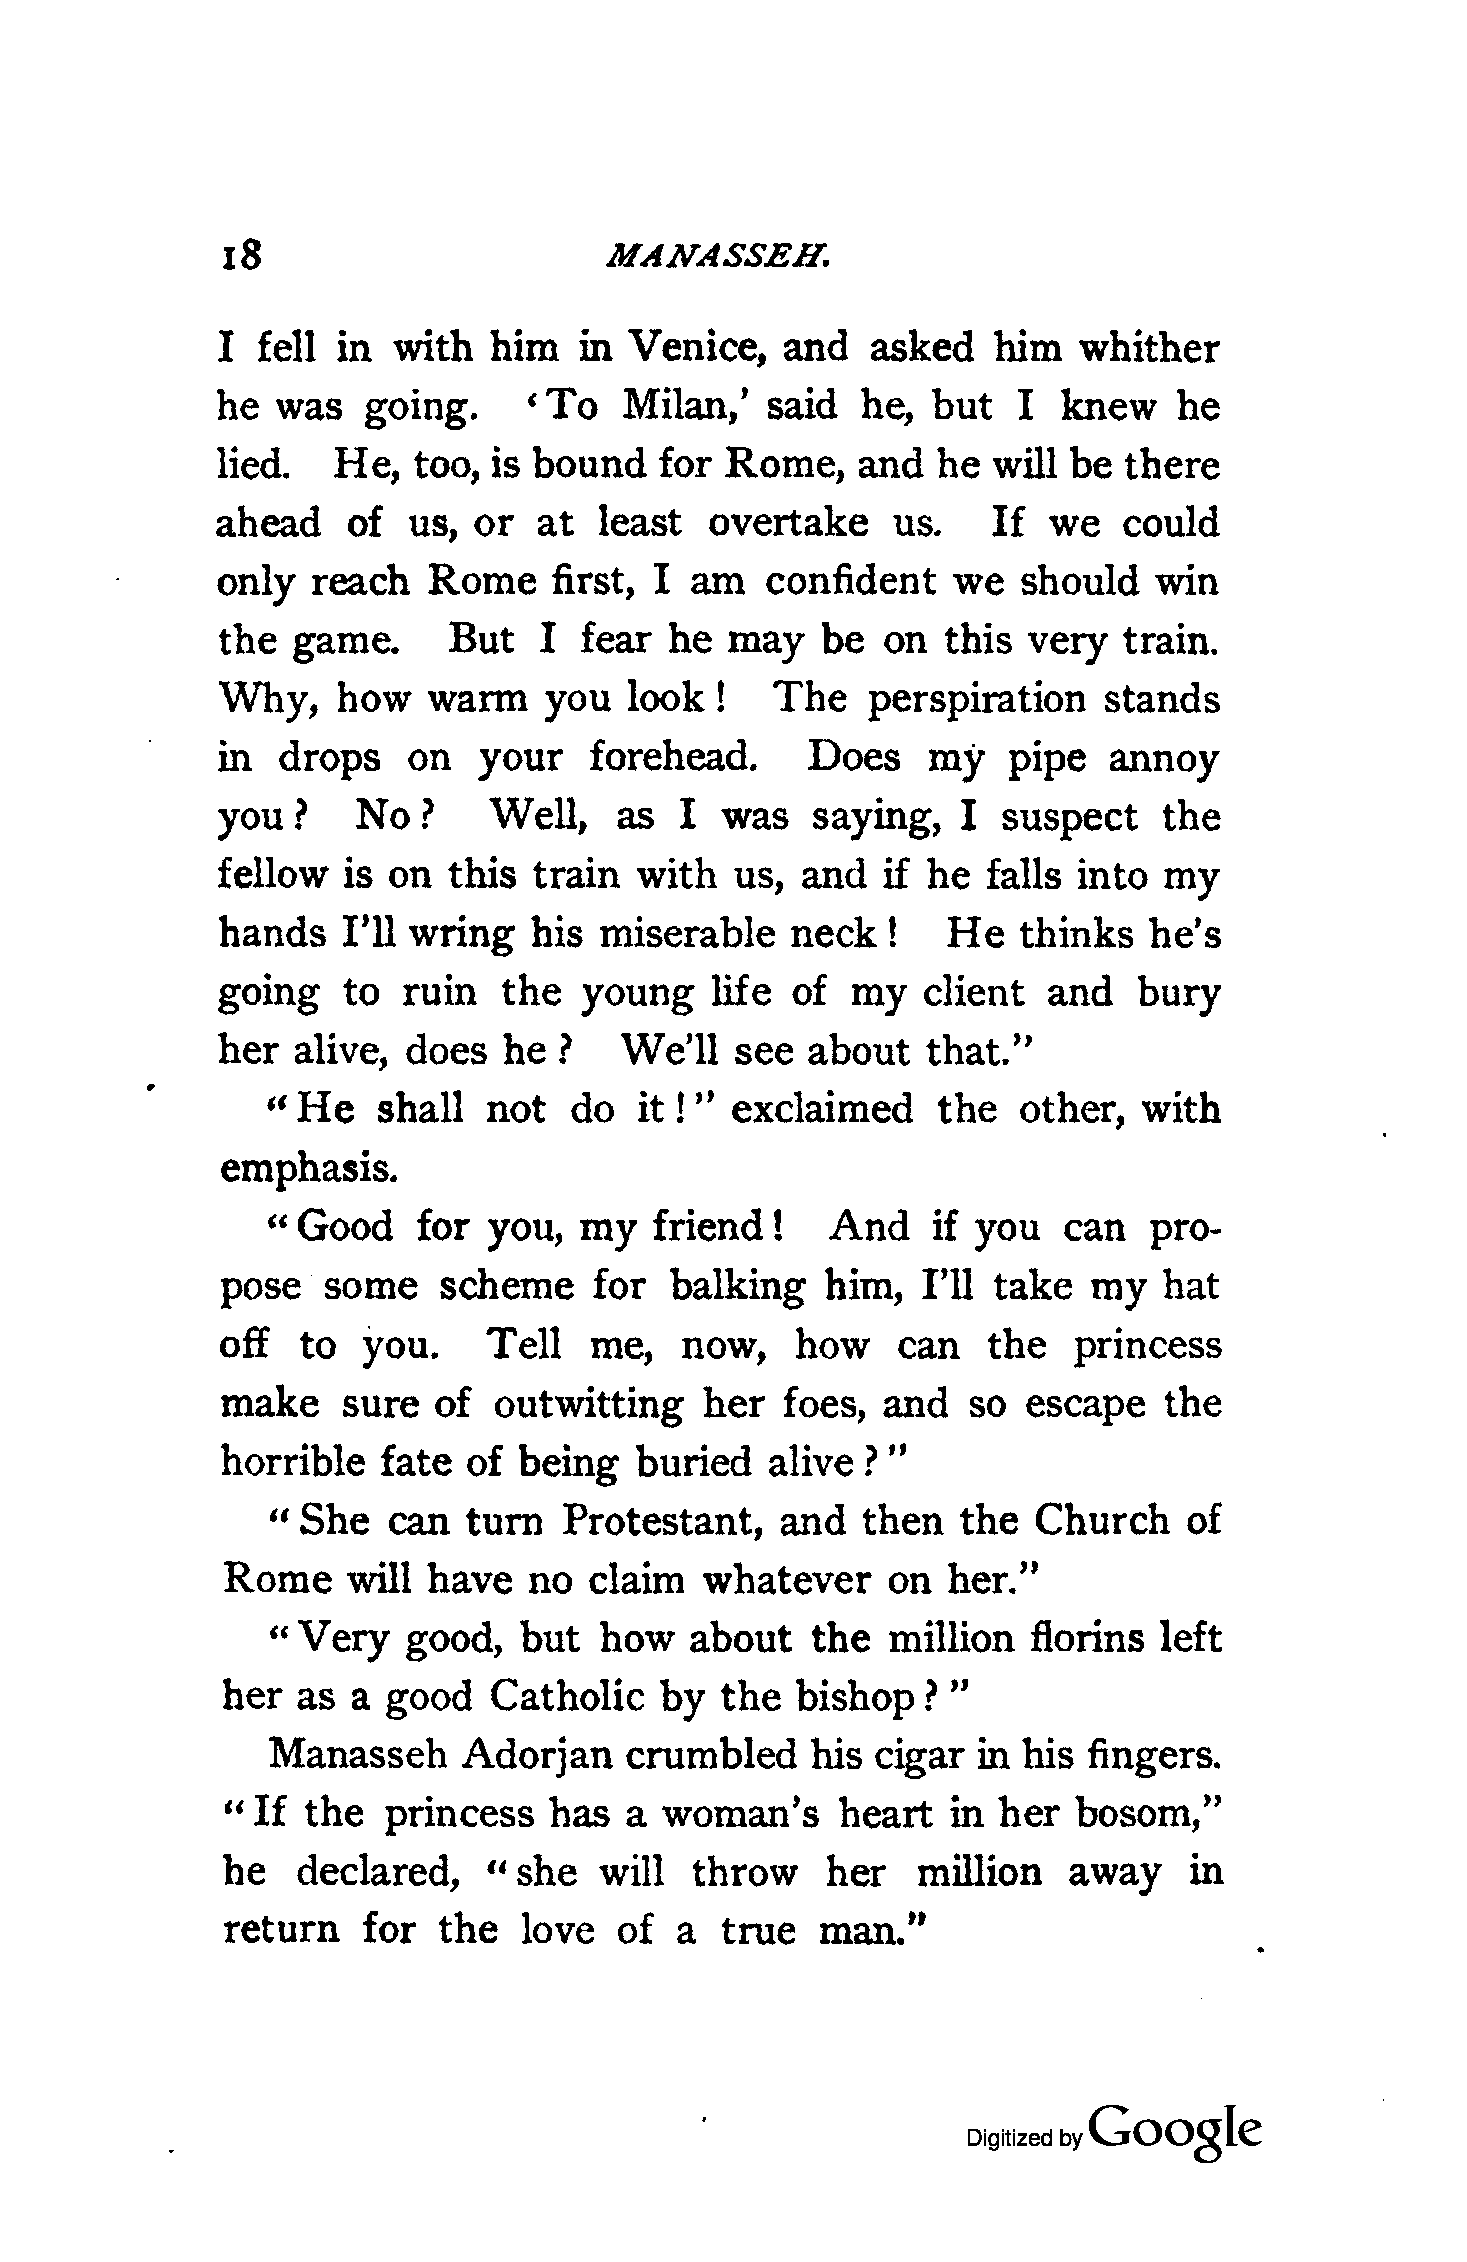 18 MANASSEH.
I fell in with him in Venice, and asked him whither
he was going. ‘To Milan,’ said he, but I knew he
lied. He, too, is bound for Rome, and he will be there
ahead of us, or at least overtake us. If we could
only reach Rome first, I am confident we should win
the game. But I fear he may be on this very train.
Why, how warm you look! The perspiration stands
in drops on your forehead. Does my pipe annoy
you? No? Well, as I was saying, I suspect the
fellow is on this train with us, and if he falls into my
hands I’ll wring his miserable neck! He thinks he’s
going to ruin the young life of my client and bury
her alive, does he? We’ll see about that.”
“He shall not do it!” exclaimed the other, with
emphasis.
“Good for you, my friend! And if you can pro-
pose some scheme for balking him, I’ll take my hat
off to you. Tell me, now, how can the princess
make sure of outwitting her foes, and so escape the
horrible fate of being buried alive?”
“She can turn Protestant, and then the Church of
Rome will have no claim whatever on her.”
“Very good, but how about the million florins left
her as a good Catholic by the bishop?”
Manasseh Adorjan crumbled his cigar in his fingers.
“If the princess has a woman’s heart in her bosom,”
he declared, “she will throw her million away in
return for the love of a true man.”
Digitized by Google